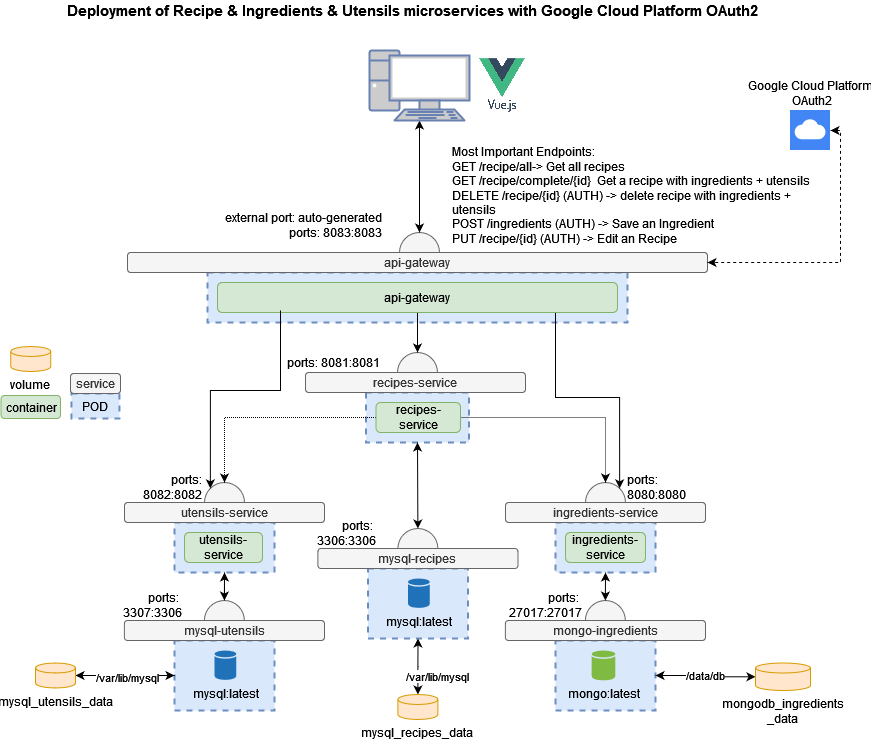 Deployment of Recipe & Ingredients & Utensils microservices with Google Cloud Platform OAuth2
Vue.js
Google Cloud Platform
OAuth2
Most Important Endpoints:
GET /recipe/all-> Get all recipes
GET /recipe/complete/{id}  Get a recipe with ingredients + utensils
DELETE /recipe/{id} (AUTH) -> delete recipe with ingredients +
utensils
POST /ingredients (AUTH) -> Save an Ingredient
PUT /recipe/{id} (AUTH) -> Edit an Recipe
external port: auto-generated
ports: 8083:8083
api-gateway
api-gateway
volume
service
container
POD
ports: 8081:8081
recipes-service
recipes-
service
ports:
8082:8082
utensils-service
utensils-
service
ports:
3306:3306
mysql-recipes
mysql:latest
ports:
8080:8080
ingredients-service
ingredients-
service
ports:
3307:3306
mysql-utensils
mysql:latest
ports:
27017:27017
mongo-ingredients
mongo:latest
/var/lib/mysql
mysql_utensils_data
/var/lib/mysql
mysql_recipes_data
/data/db
mongodb_ingredients
_data